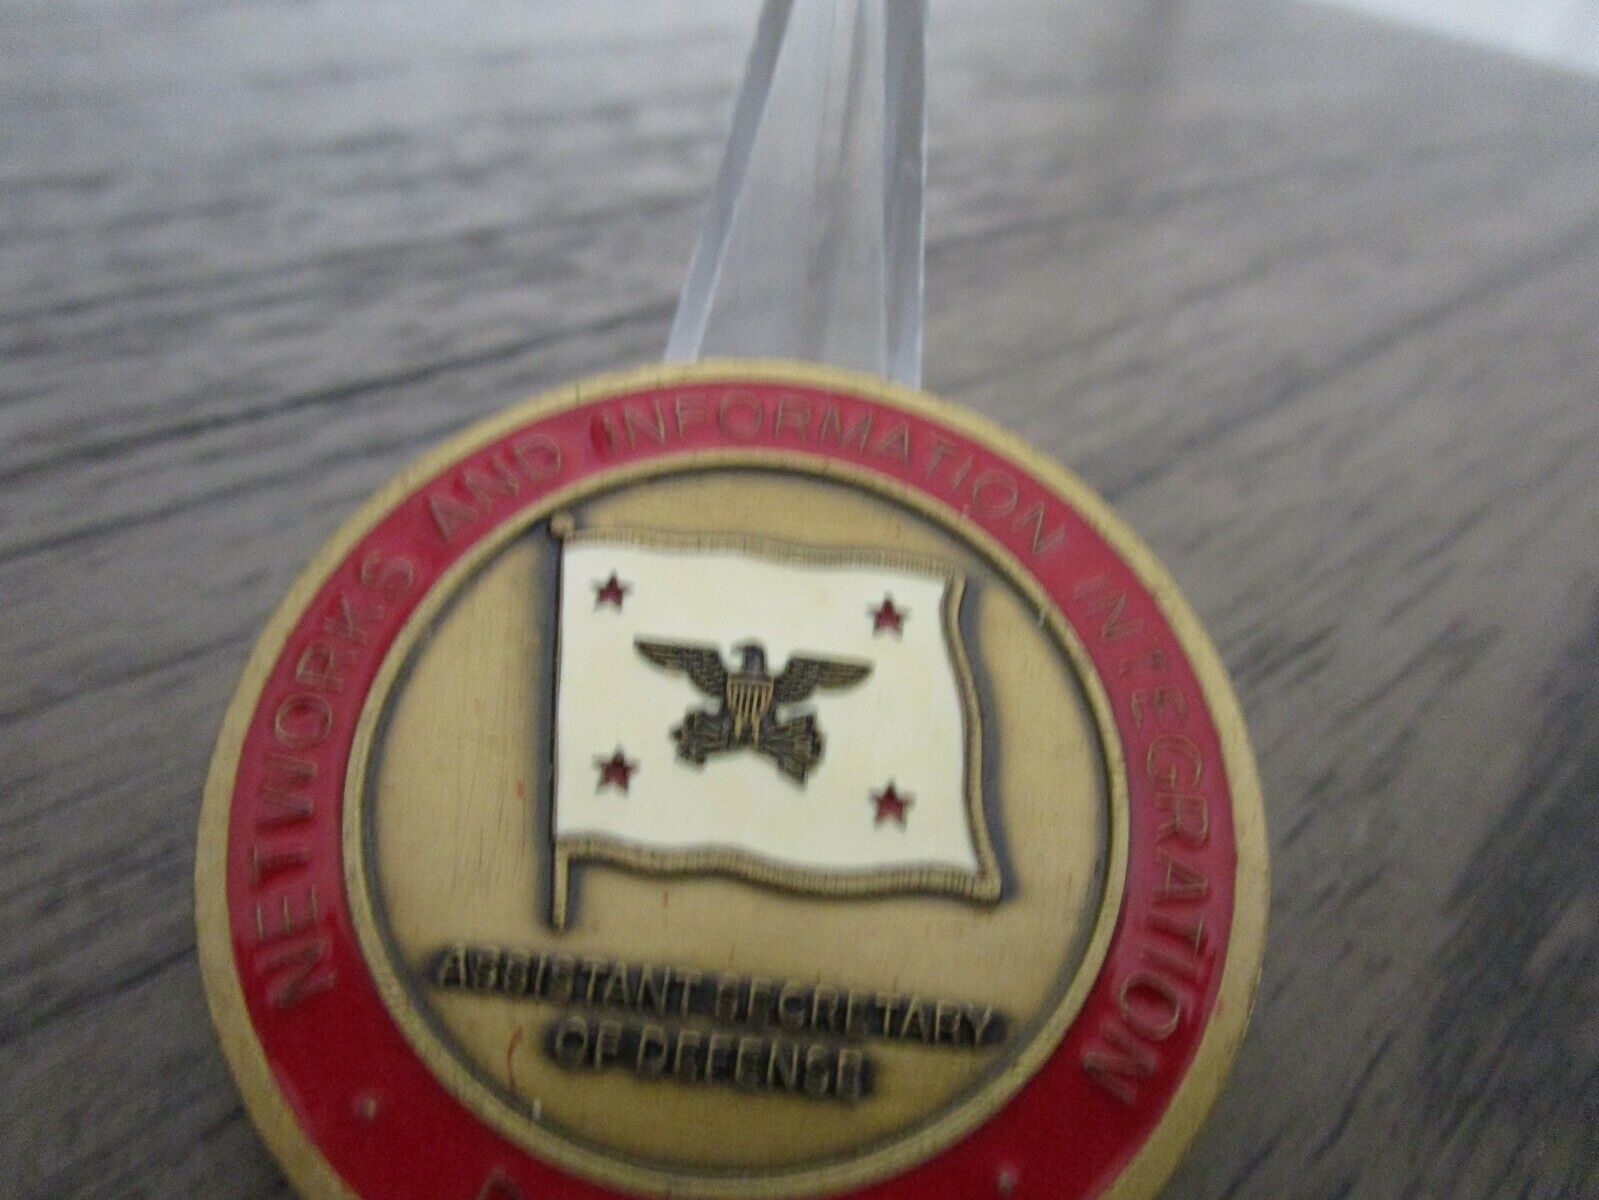 NETWORKS AND INFORMATION INTEGRATION
ASSISTANT SECRETARY
OF DEFENSE